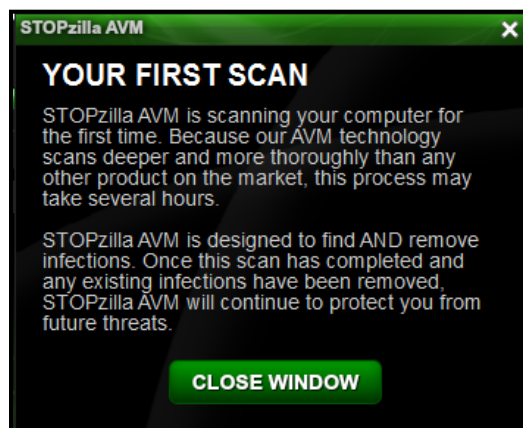 STOPzilla AVM
YOUR FIRST SCAN
STOPzilla AVM is scanning your computer for
the first time. Because our AVM technology
scans deeper and more thoroughly than any
other product on the market, this process may
take several hours.
STOPzilla AVM is designed to find AND remove
infections. Once this scan has completed and
any existing infections have been removed,
STOPzilla AVM will continue to protect you from
future threats.
CLOSE WINDOW